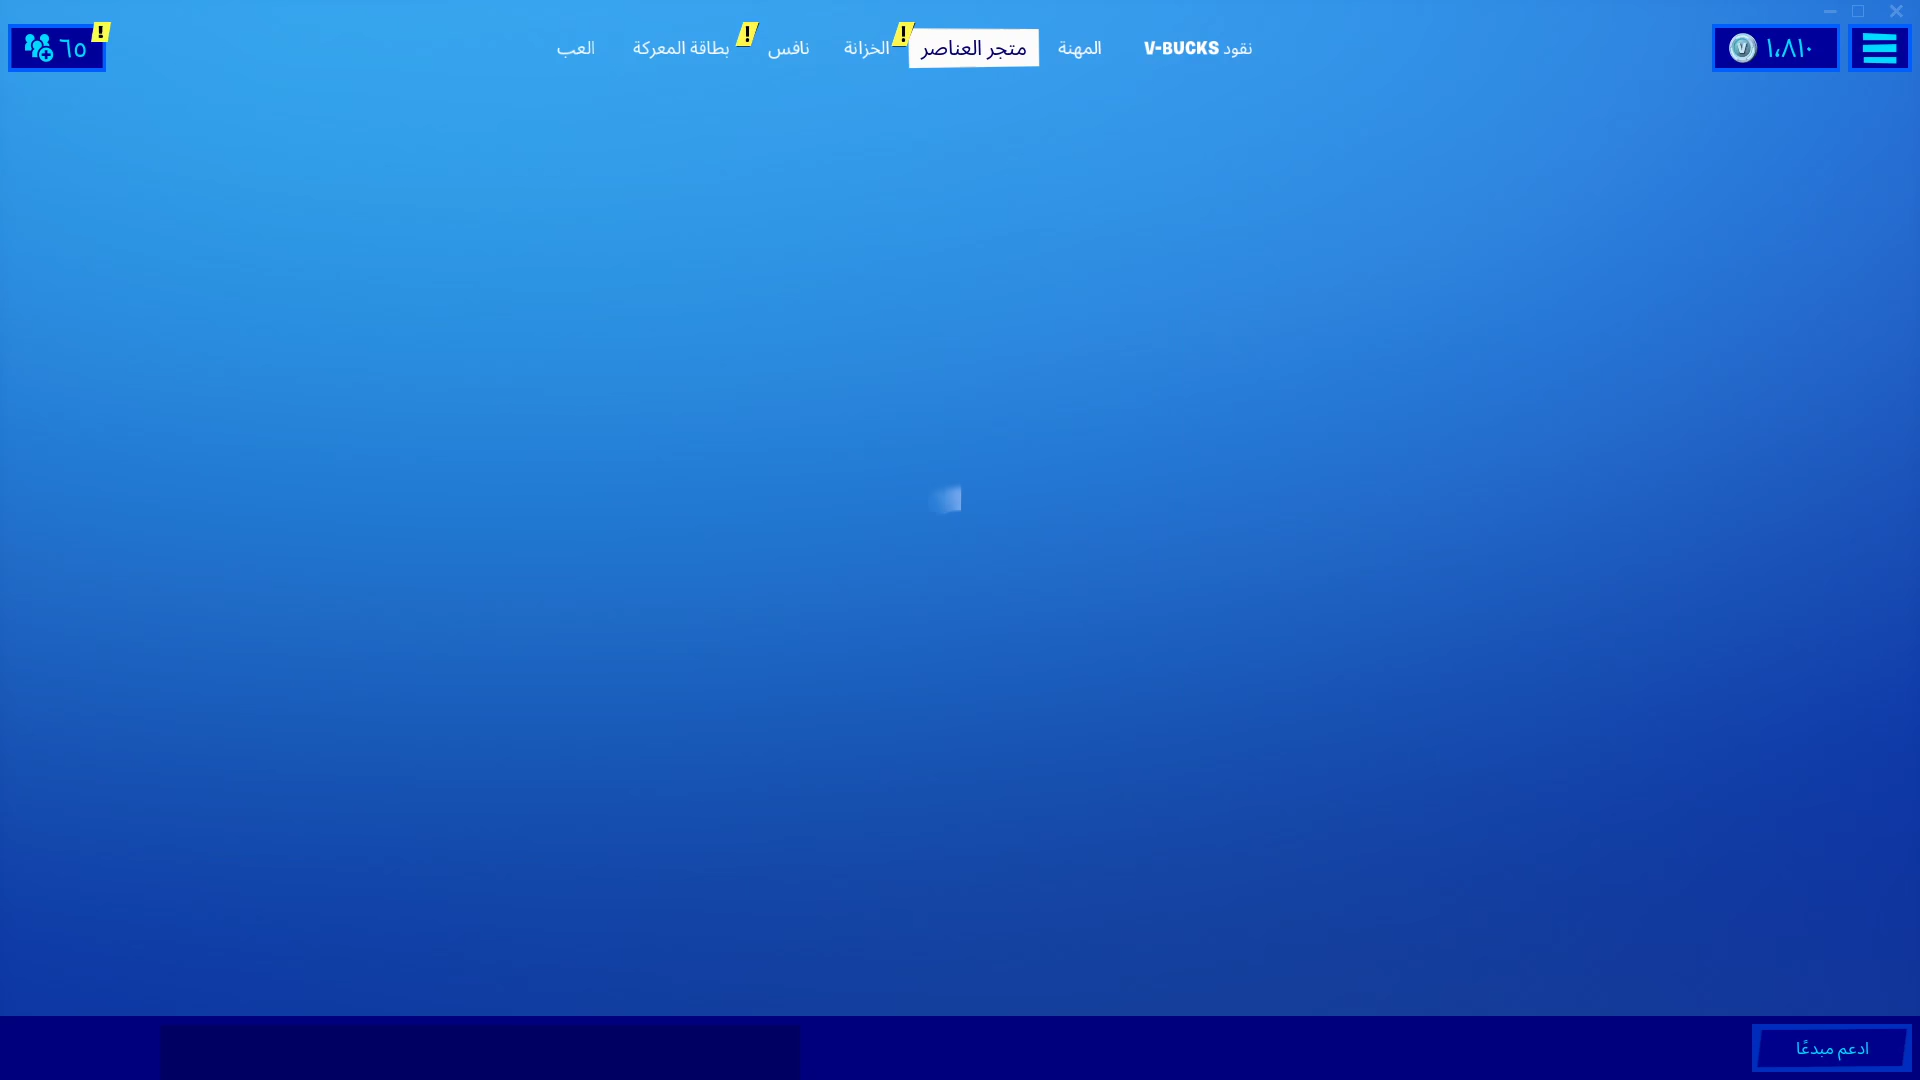 ٦٥
!
العب
بطاقة المعركة
!
نافس
الخزانة
!
متجر العناصر
المهنة
نقود V-BUCKS
V
١،٨١٠
ادعم مبدعًا